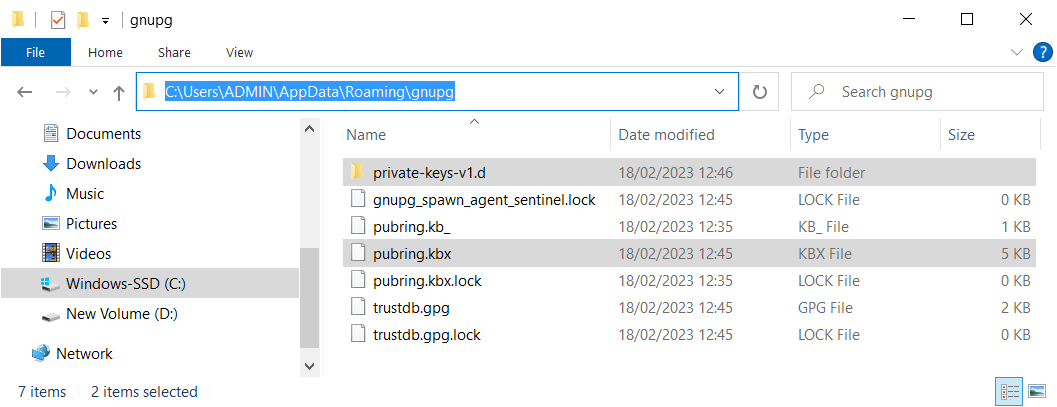 gnupg
File Home Share View
C:\Users\ADMIN\AppData\Roaming\gnupg Search gnupg
Documents
Downloads
Music
Pictures
Videos
Windows-SSD (C:)
New Volume (D:)
Network
Name Date modified Type Size
private-keys-v1.d 18/02/2023 12:46 File folder
gnupg_spawn_agent_sentinel.lock 18/02/2023 12:45 LOCK File 0 KB
pubring.kb_ 18/02/2023 12:35 KB_ File 1 KB
pubring.kbx 18/02/2023 12:45 KBX File 5 KB
pubring.kbx.lock 18/02/2023 12:35 LOCK File 0 KB
trustdb.gpg 18/02/2023 12:45 GPG File 2 KB
trustdb.gpg.lock 18/02/2023 12:45 LOCK File 0 KB
7 items 2 items selected